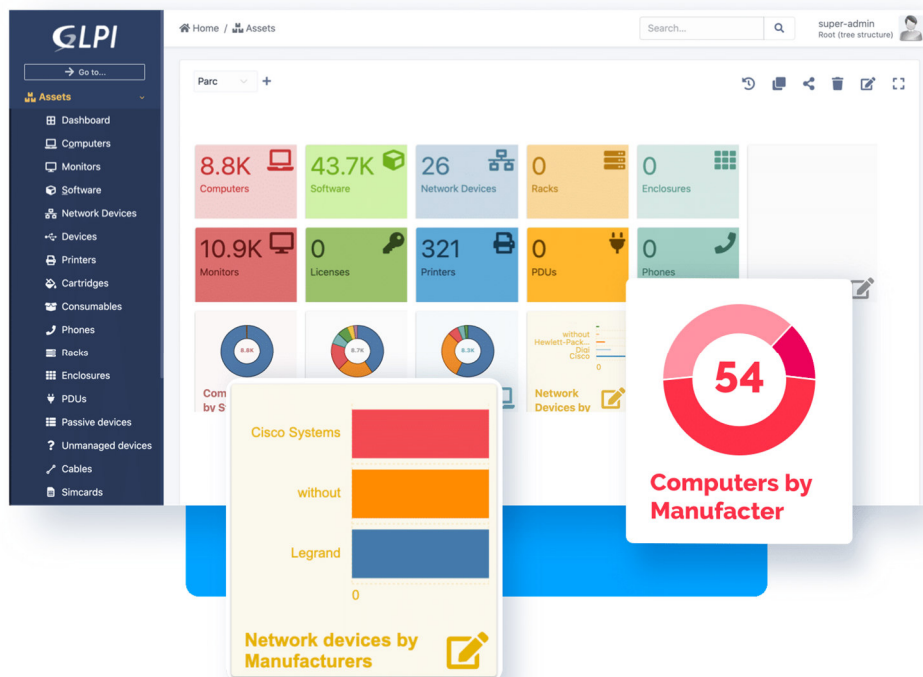 GLPI
Home / Assets
Search...
super-admin
Root (tree structure)
Go to...
Parc
Assets
Dashboard
Computers
Monitors
Software
Network Devices
Devices
Printers
Cartridges
Consumables
Phones
Racks
Enclosures
PDUs
Passive devices
Unmanaged devices
Cables
Simcards
8.8K
Computers
43.7K
Software
26
Network Devices
0
Racks
0
Enclosures
10.9K
Monitors
0
Licenses
321
Printers
0
PDUs
0
Phones
8.8K
Com
by S
8.7K
8.3K
without
Hewlett-Pack...
Digi
Cisco
0
Network
Devices by
Cisco Systems
without
Legrand
0
Network devices by
Manufacturers
54
Computers by
Manufacter